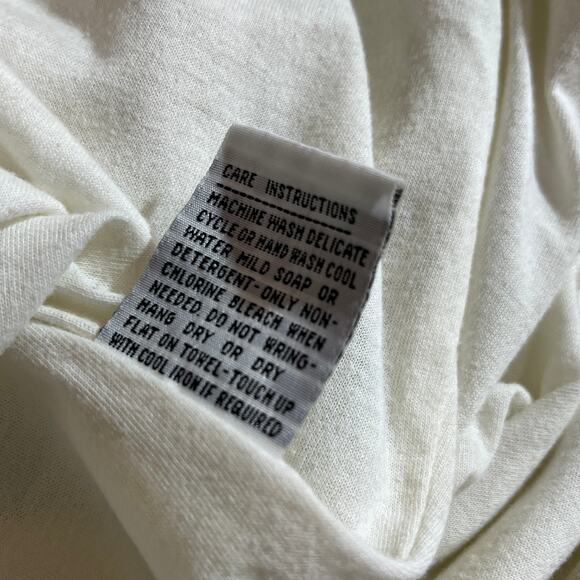 CARE INSTRUCTIONS
MACHINE WASH DELICATE
CYCLE OR HAND WASH COOL
WATER MILD SOAP OR
DETERGENT-ONLY NON-
CHLORINE BLEACH WHEN
NEEDED. DO NOT WRING-
HANG DRY OR DRY
FLAT ON TOWEL-TOUCH UP
WITH COOL IRON IF REQUIRED